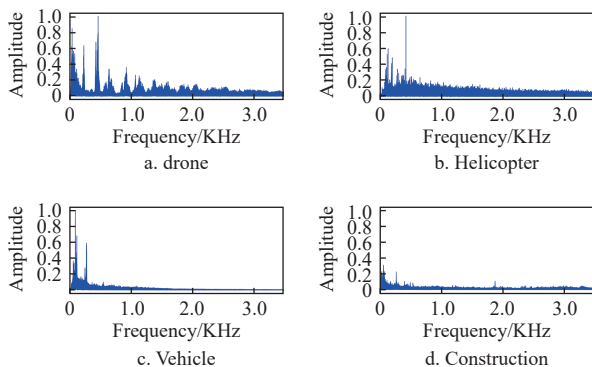 Amplitude
1.0
0.8
0.6
0.4
0.2
0
0 1.0 2.0 3.0
Frequency/KHz
a. drone
Amplitude
1.0
0.8
0.6
0.4
0.2
0
0 1.0 2.0 3.0
Frequency/KHZ
b. Helicopter
Amplitude
1.0
0.8
0.6
0.4
0.2
0 1.0 2.0 3.0
Frequency/KHZ
c. Vehicle
Amplitude
1.0
0.8
0.6
0.4
0.2
0
0 1.0 2.0 3.0
Frequency/KHZ
d. Construction